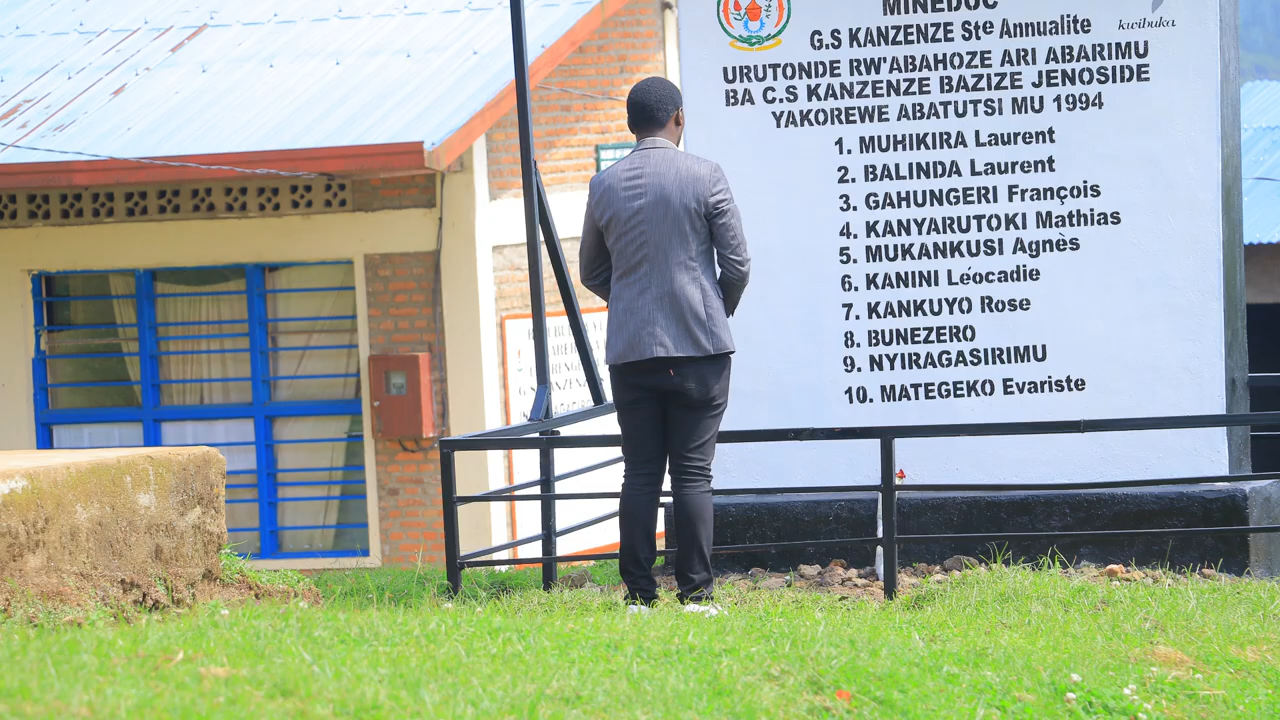 MINEDUC
kwibuka
G.S KANZENZE Ste Annualite
URUTONDE RW'ABAHOZE ARI ABARIMU
BA C.S KANZENZE BAZIZE JENOSIDE
YAKOREWE ABATUTSI MU 1994
1. MUHIKIRA Laurent
2. BALINDA Laurent
3. GAHUNGERI François
4. KANYARUTOKI Mathias
5. MUKANKUSI Agnès
6. KANINI Léocadie
7. KANKUYO Rose
8. BUNEZERO
9. NYIRAGASIRIMU
10. MATEGEKO Evariste